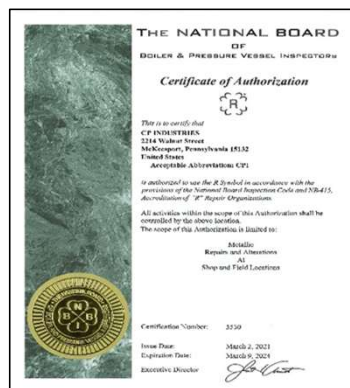 THE NATIONAL BOARD
OF
BOILER & PRESSURE VESSEL INSPECTORS
Certificate of Authorization
R
This is to certify that
CP INDUSTRIES
2214 Walnut Street
McKeesport, Pennsylvania 15132
United States
Acceptable Abbreviation: CPI
is authorized to use the R Symbol in accordance with the
provisions of the National Board Inspection Code and NB-415,
Accreditation of "R" Repair Organizations.
All activities within the scope of this Authorization shall be
controlled by the above location.
The scope of this Authorization is limited to:
Metallic
Repairs and Alterations
At
Shop and Field Locations
Certification Number:
Issue Date: March 2, 2021
Expiration Date: March 9, 2024
Executive Director